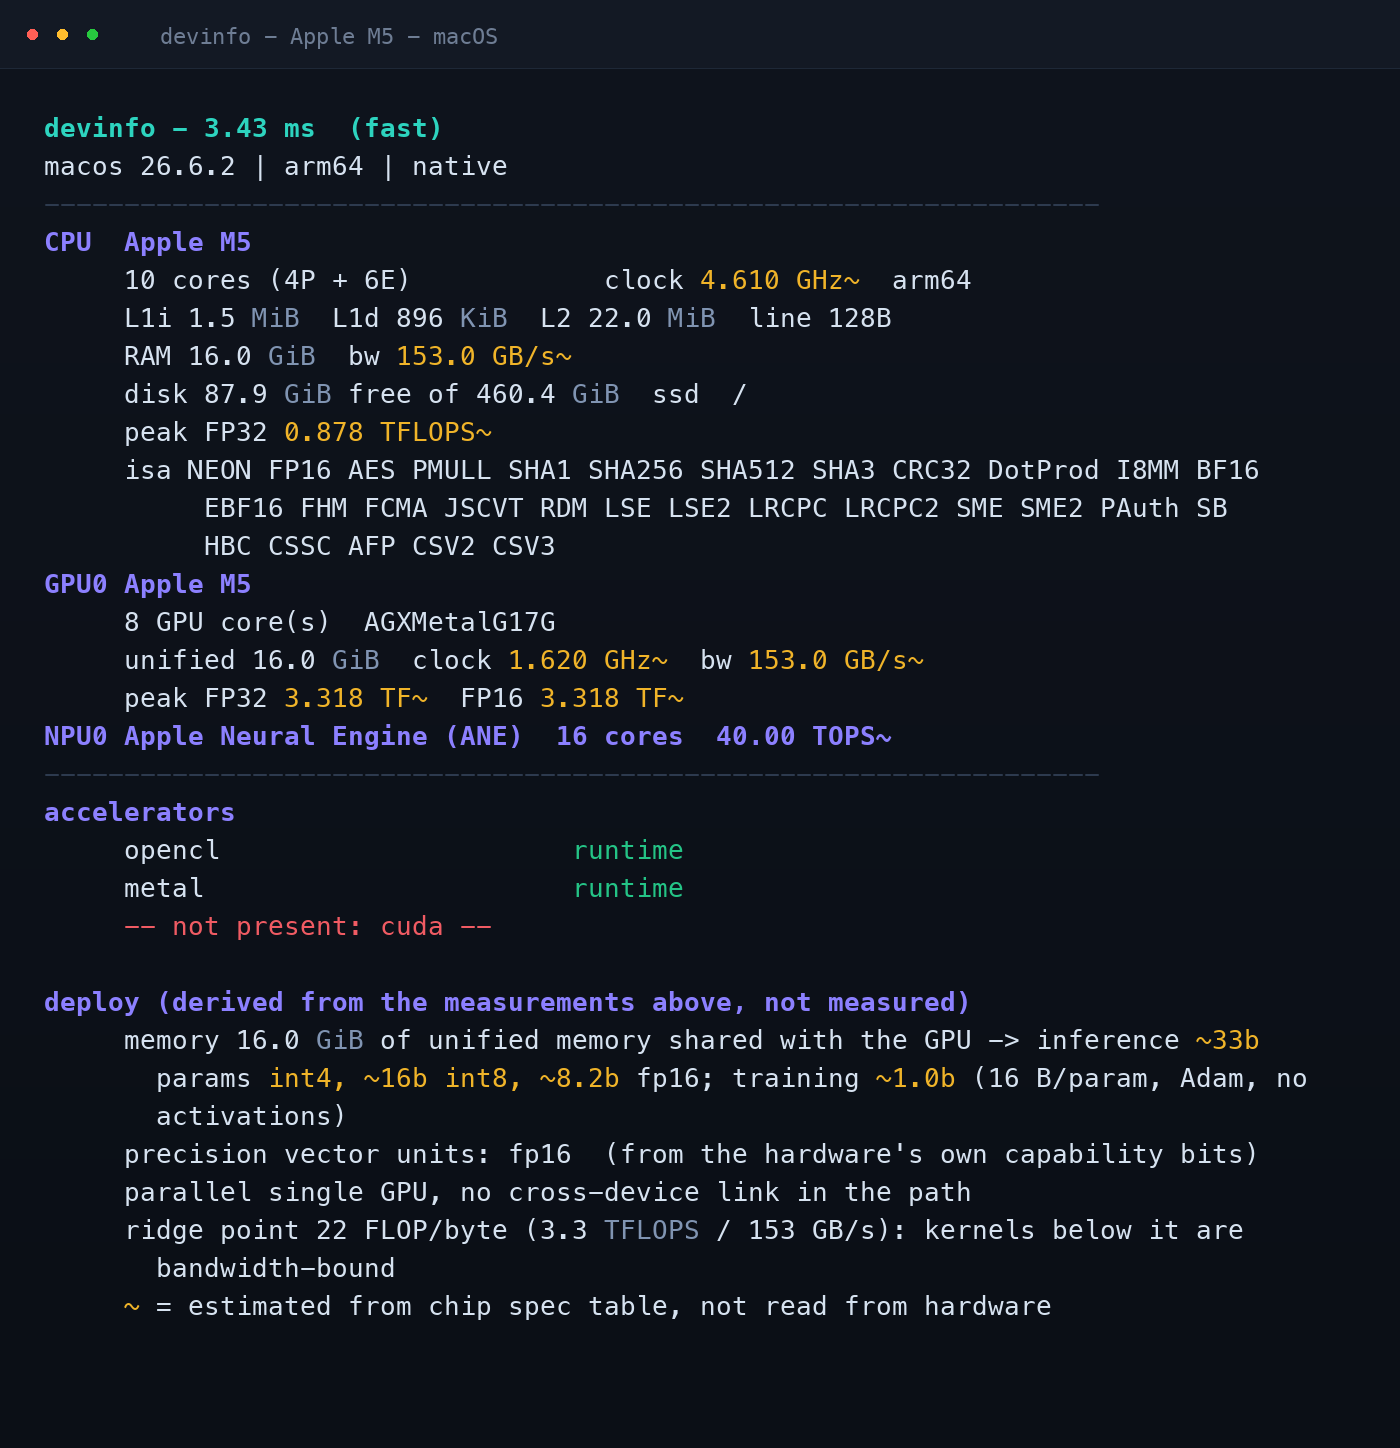 devinfo — Apple M5 — macOS
devinfo — 3.43 ms  (fast)
macos 26.6.2 | arm64 | native
──────────────────────────────────────────────────────────────────
CPU  Apple M5
10 cores (4P + 6E)            clock 4.610 GHz~  arm64
L1i 1.5 MiB  L1d 896 KiB  L2 22.0 MiB  line 128B
RAM 16.0 GiB  bw 153.0 GB/s~
disk 87.9 GiB free of 460.4 GiB  ssd  /
peak FP32 0.878 TFLOPS~
isa NEON FP16 AES PMULL SHA1 SHA256 SHA512 SHA3 CRC32 DotProd I8MM BF16
EBF16 FHM FCMA JSCVT RDM LSE LSE2 LRCPC LRCPC2 SME SME2 PAuth SB
HBC CSSC AFP CSV2 CSV3
GPU0 Apple M5
8 GPU core(s)  AGXMetalG17G
unified 16.0 GiB  clock 1.620 GHz~  bw 153.0 GB/s~
peak FP32 3.318 TF~  FP16 3.318 TF~
NPU0 Apple Neural Engine (ANE)  16 cores  40.00 TOPS~
──────────────────────────────────────────────────────────────────
accelerators
opencl                      runtime
metal                       runtime
—— not present: cuda ——
deploy (derived from the measurements above, not measured)
memory 16.0 GiB of unified memory shared with the GPU —> inference ~33b
params int4, ~16b int8, ~8.2b fp16; training ~1.0b (16 B/param, Adam, no
activations)
precision vector units: fp16  (from the hardware's own capability bits)
parallel single GPU, no cross-device link in the path
ridge point 22 FLOP/byte (3.3 TFLOPS / 153 GB/s): kernels below it are
bandwidth-bound
~ = estimated from chip spec table, not read from hardware